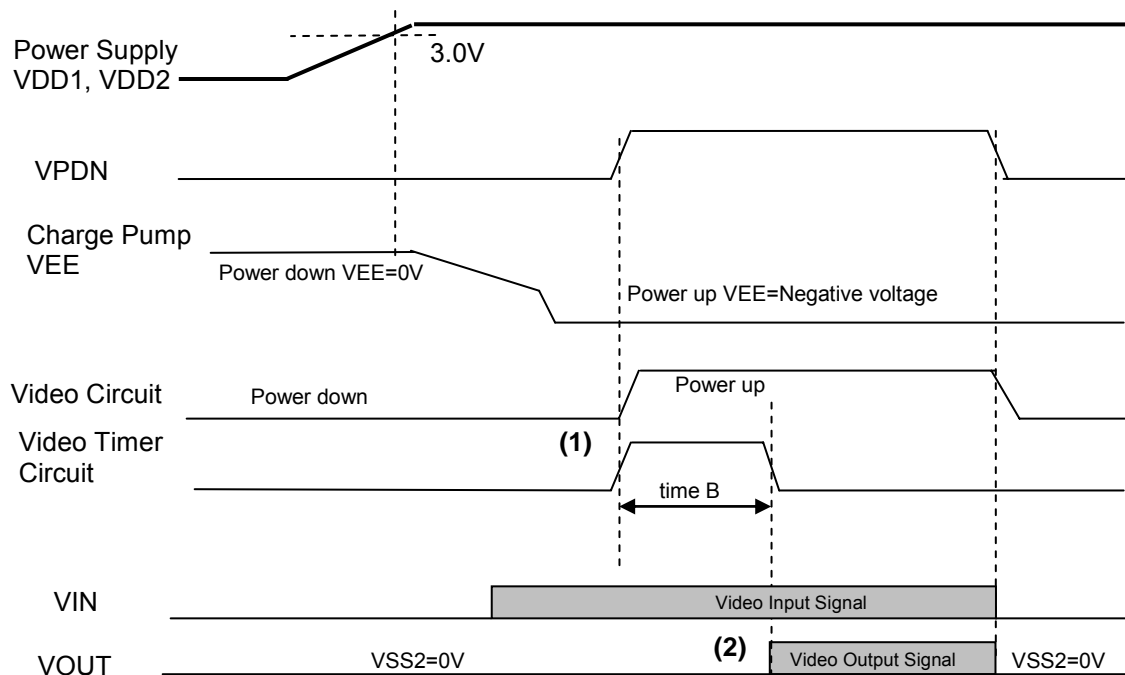 Power Supply
VDD1, VDD2
3.0V
VPDN
Charge Pump
VEE
Power down VEE=0V
Power up VEE=Negative voltage
Video Circuit
Power down
Power up
Video Timer
Circuit
(1)
time B
VIN
Video Input Signal
VOUT
VSS2=0V
(2)
Video Output Signal
VSS2=0V